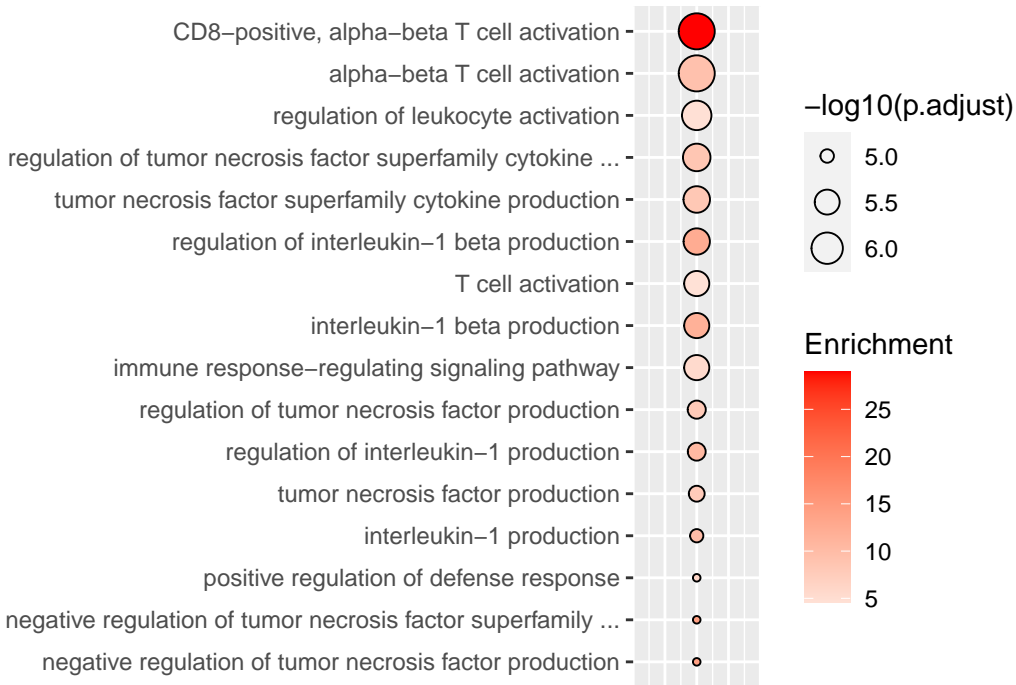 CD8−positive, alpha−beta T cell activation
alpha−beta T cell activation
regulation of leukocyte activation
regulation of tumor necrosis factor superfamily cytokine ...
tumor necrosis factor superfamily cytokine production
regulation of interleukin−1 beta production
T cell activation
interleukin−1 beta production
immune response−regulating signaling pathway
regulation of tumor necrosis factor production
regulation of interleukin−1 production
tumor necrosis factor production
interleukin−1 production
positive regulation of defense response
negative regulation of tumor necrosis factor superfamily ...
negative regulation of tumor necrosis factor production
−log10(p.adjust)
5.0
5.5
6.0
Enrichment
25
20
15
10
5